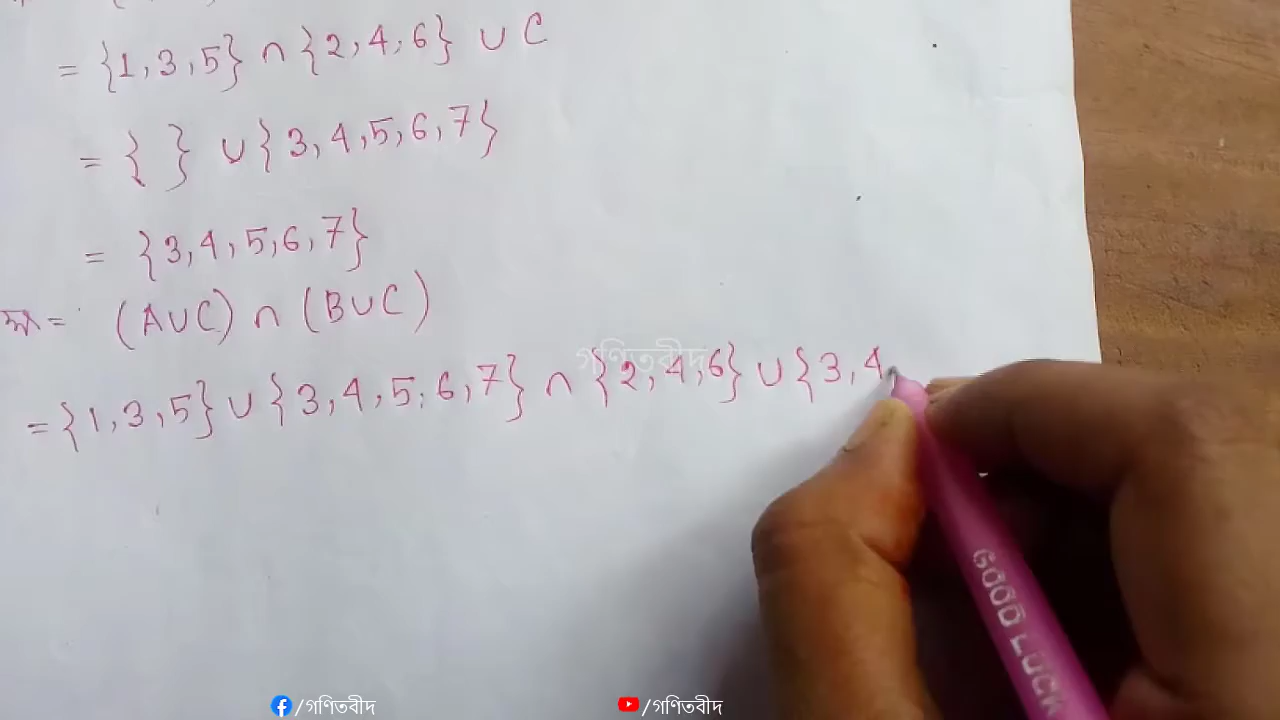 = {1, 3, 5} ∩ {2, 4, 6} ∪ C
= { } ∪ {3, 4, 5, 6, 7}
= {3, 4, 5, 6, 7}
= (A∪C) ∩ (B∪C)
= {1, 3, 5} ∪ {3, 4, 5, 6, 7} ∩ {2, 4, 6} ∪ {3, 4
গণিতবীদ
GOOD LUCK
/গণিতবীদ
/গণিতবীদ